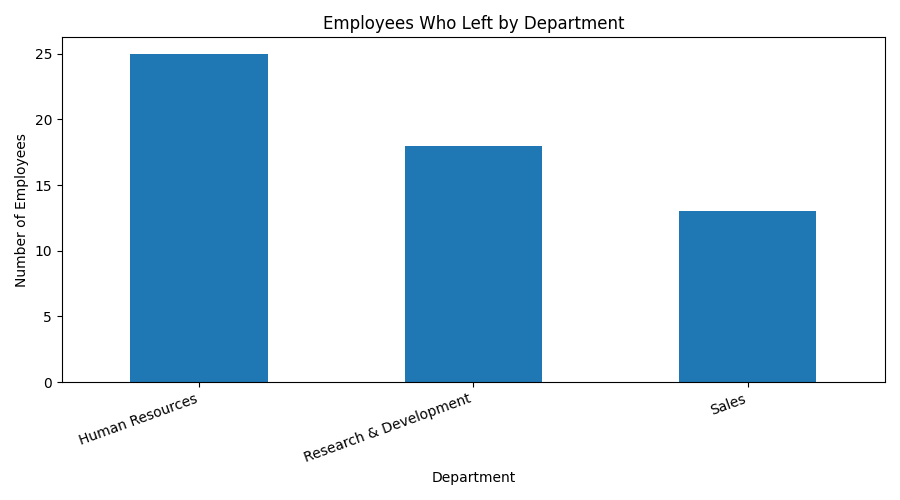 Employees Who Left by Department
Number of Employees
25
20
15
10
5
0
Human Resources
Research & Development
Sales
Department